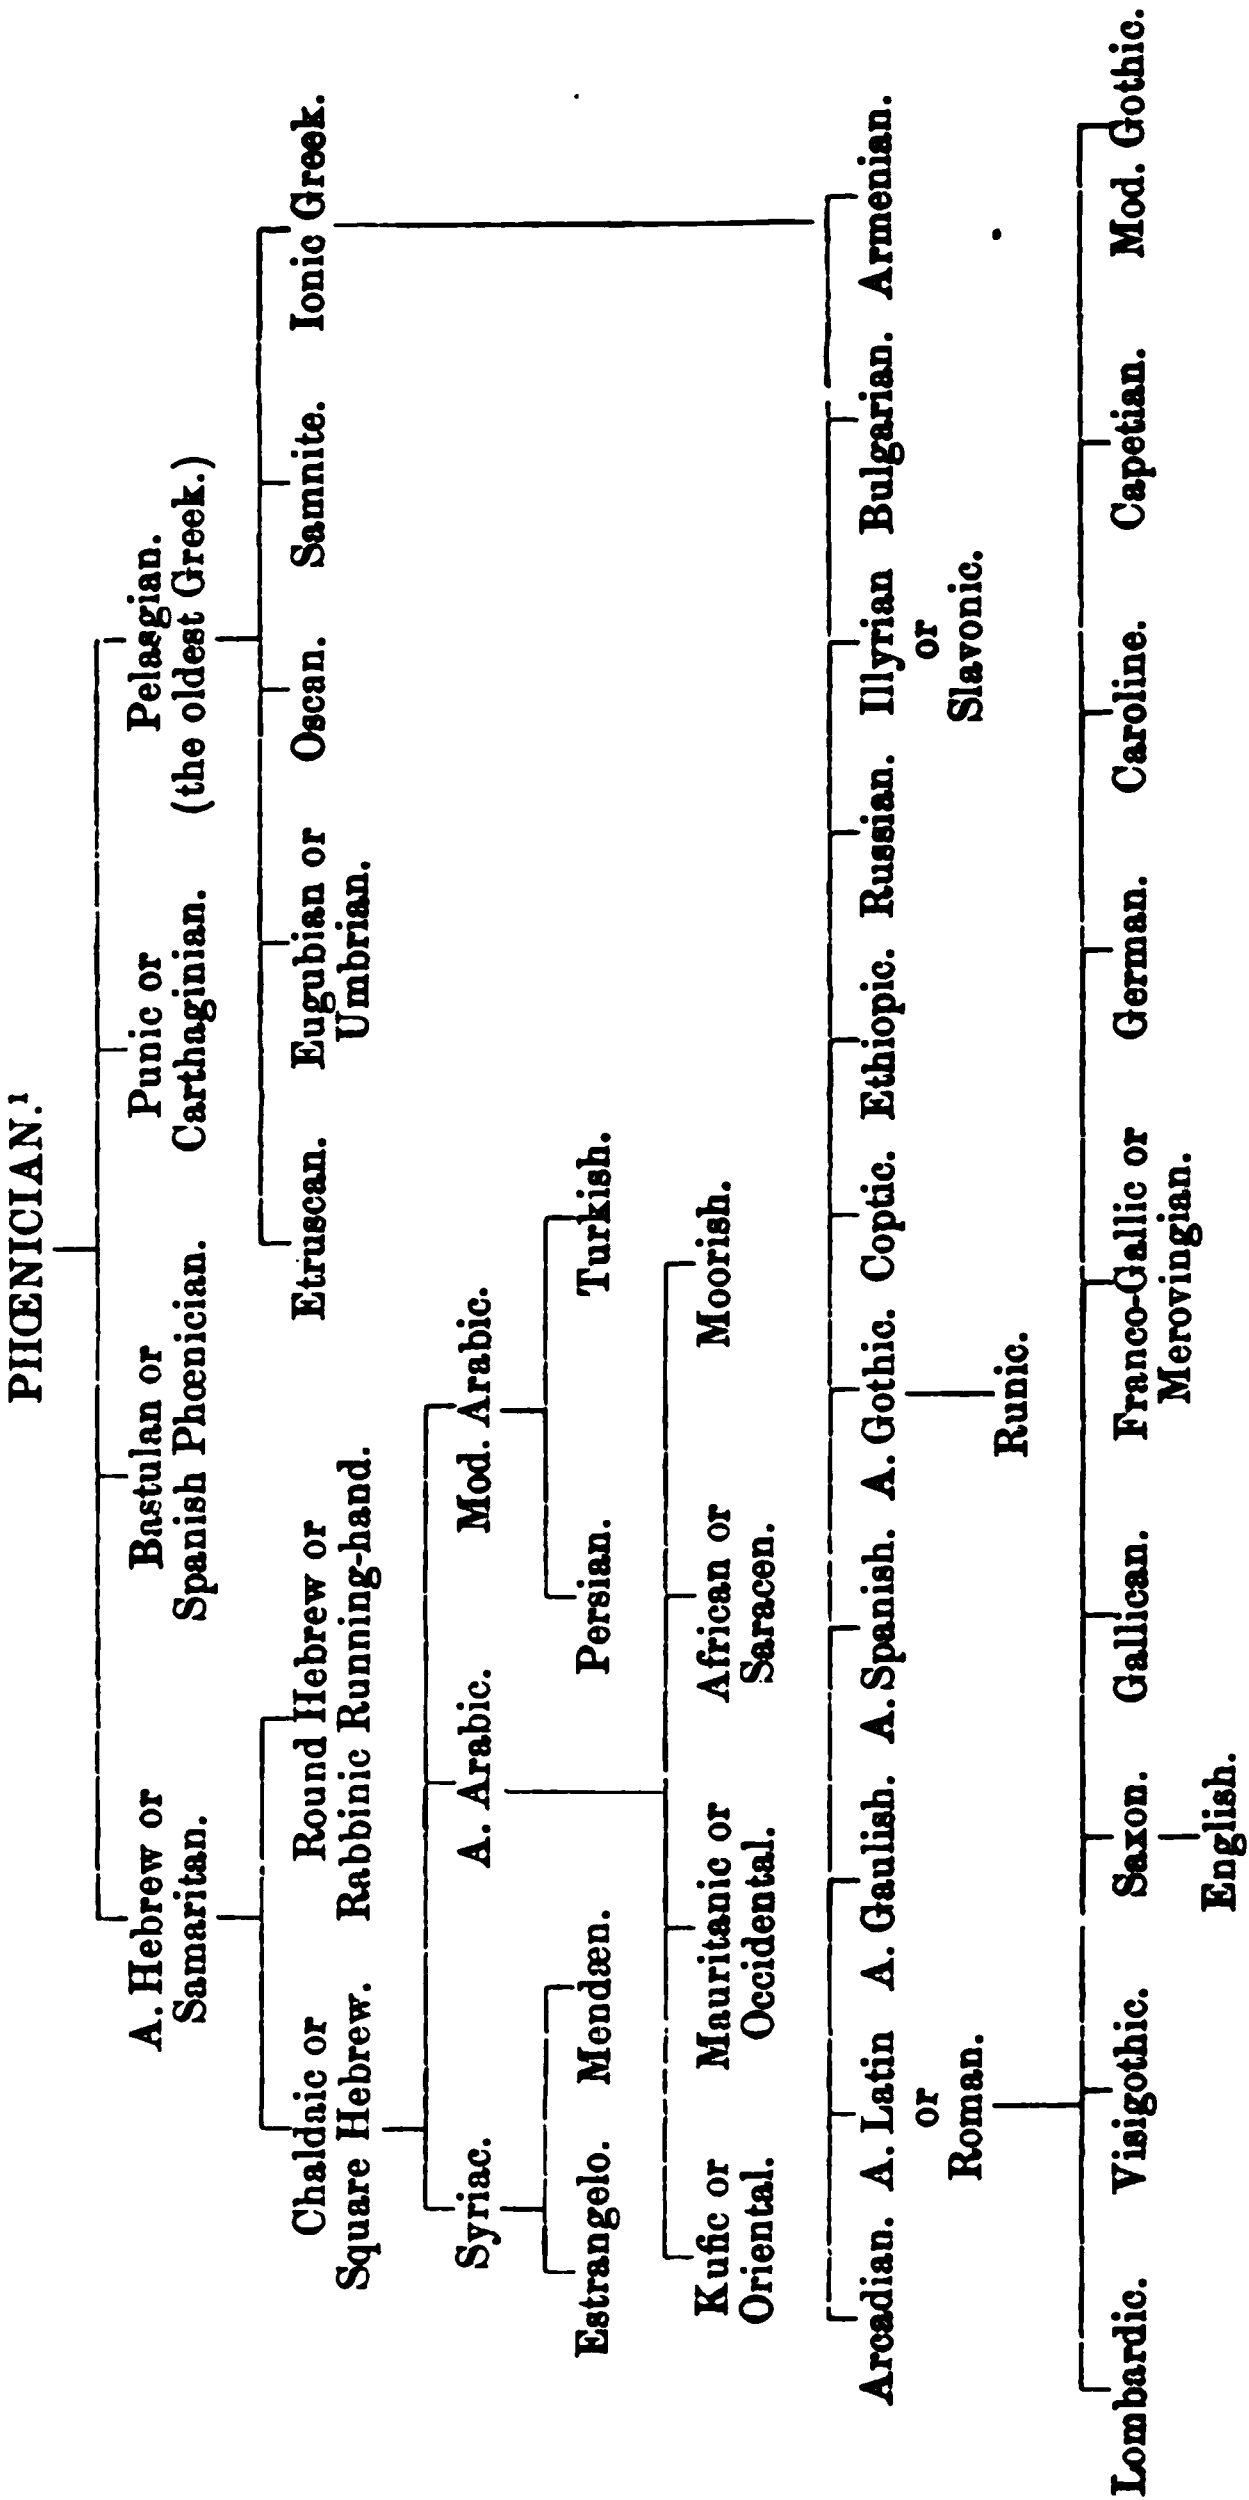 PHŒNICIAN.¹
A. Hebrew or
Samaritan.
Bastulan or
Spanish Phœnician.
Punic or
Carthaginian.
Pelasgian.
(the oldest Greek.)
Chaldaic or
Square Hebrew.
Round Hebrew or
Rabbinic Running-hand.
Etruscan.
Eugubian or
Umbrian.
Oscan.
Samnite.
Ionic Greek.
Syriac.
A. Arabic.
Mod. Arabic.
Estrangelo.
Mendæn.
Persian.
Turkish.
Kufic or
Oriental.
Mauritanic or
Occidental.
African or
Saracen.
Moorish.
Arcadian.
A. Latin
or
Roman.
A. Gaulish.
A. Spanish.
A. Gothic.
Coptic.
Ethiopic.
Russian.
Illyrian
or
Slavonic.
Bulgarian.
Armenian.
Runic.
Lombardic.
Visigothic.
Saxon.
Gallican.
Franco-Gallic or
Merovingian.
German.
Caroline.
Capetian.
Mod. Gothic.
English.